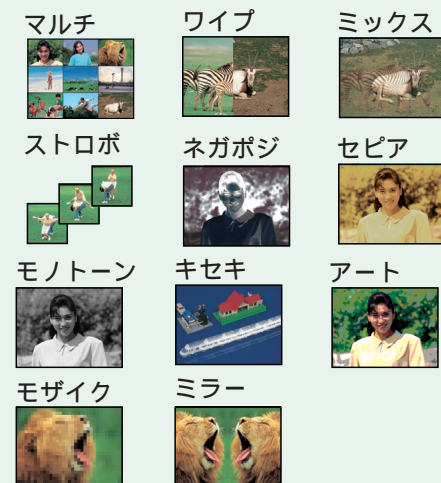 マルチ
ワイプ
ミックス
ストロボ
ネガポジ
セピア
モノトーン
キセキ
アート
モザイク
ミラー